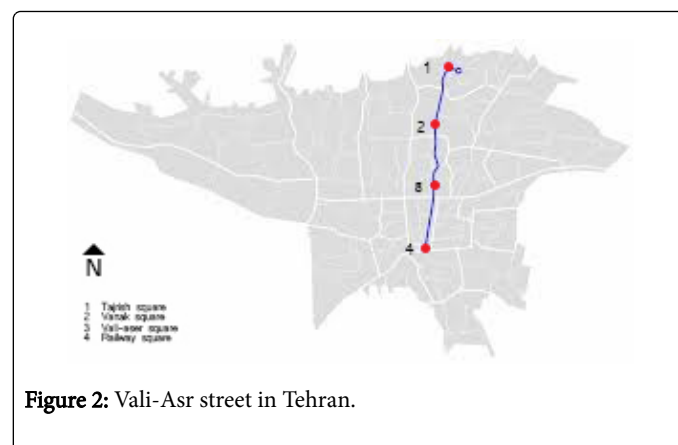 1
2
3
4
N
1 Tajrish square
2 Vanak square
3 Vali-aser square
4 Railway square
Figure 2: Vali-Asr street in Tehran.